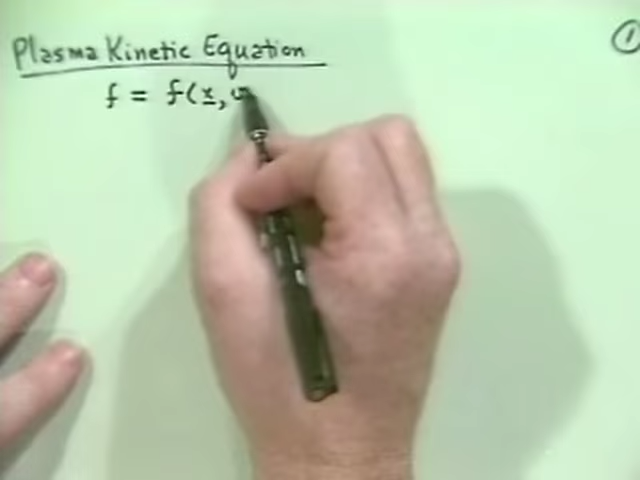 Plasma Kinetic Equation
①
f = f(x̲, v